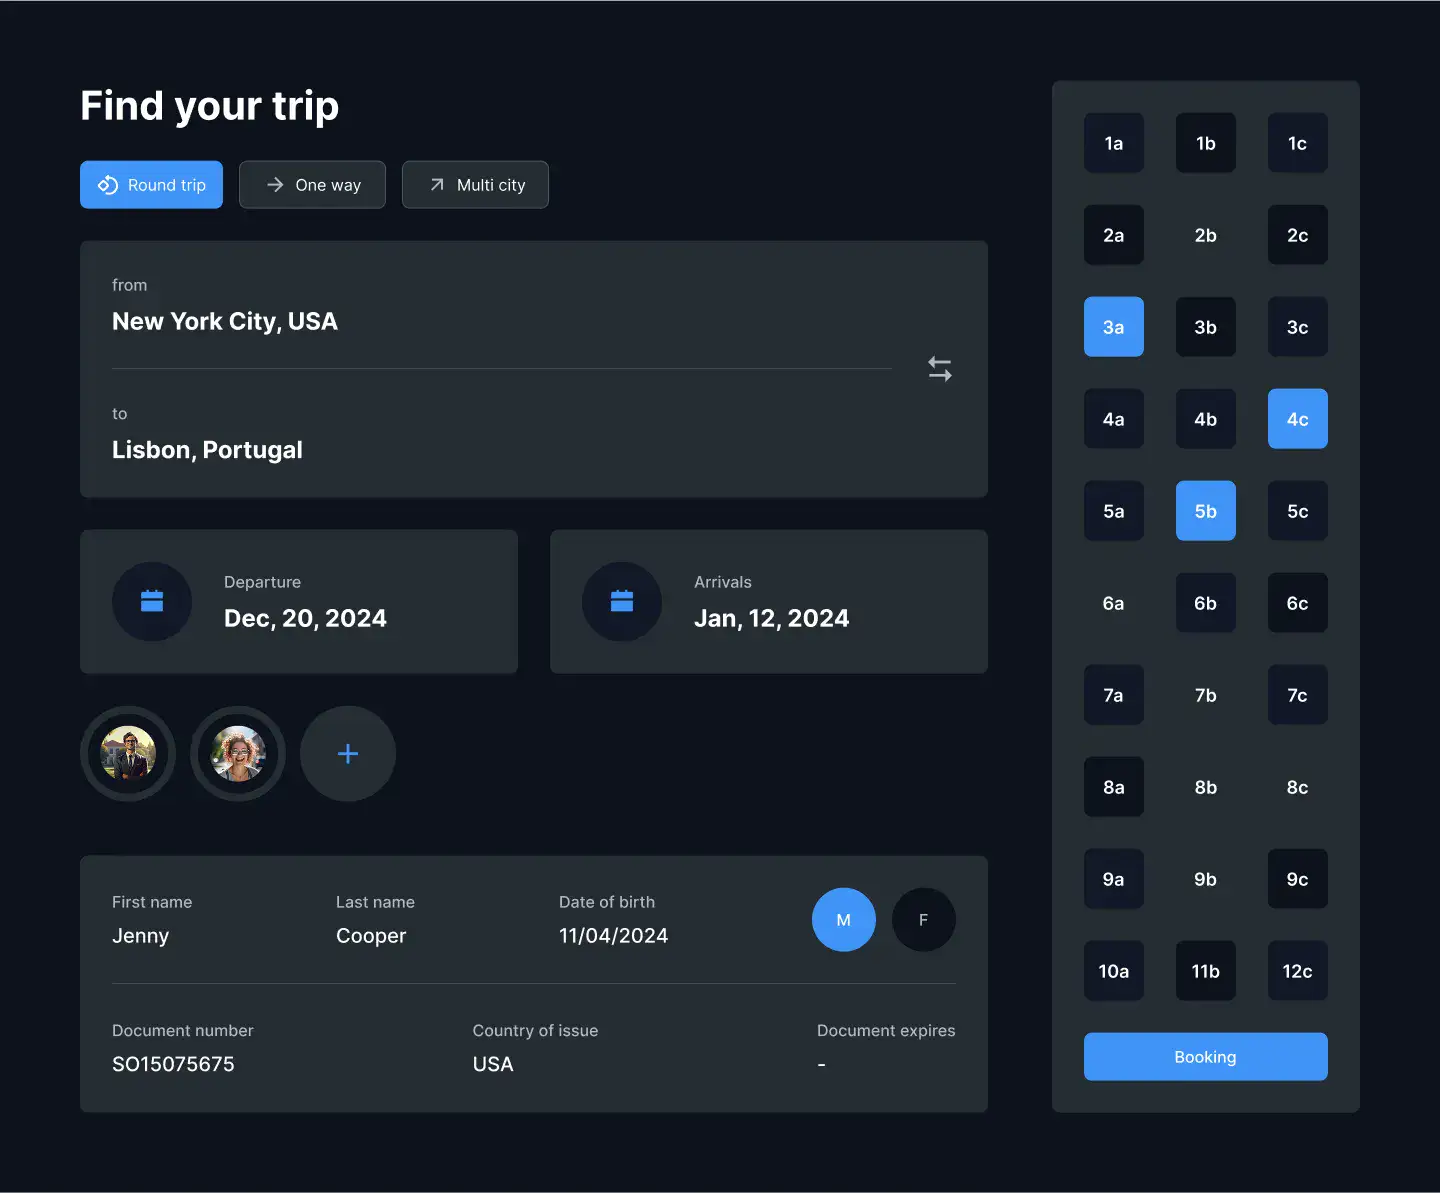 Find your trip
Round trip
One way
Multi city
from
New York City, USA
to
Lisbon, Portugal
Departure
Dec, 20, 2024
Arrivals
Jan, 12, 2024
First name
Last name
Date of birth
Jenny
Cooper
11/04/2024
M
F
Document number
Country of issue
Document expires
SO15075675
USA
-
1a 1b 1c
2a 2b 2c
3a 3b 3c
4a 4b 4c
5a 5b 5c
6a 6b 6c
7a 7b 7c
8a 8b 8c
9a 9b 9c
10a 11b 12c
Booking